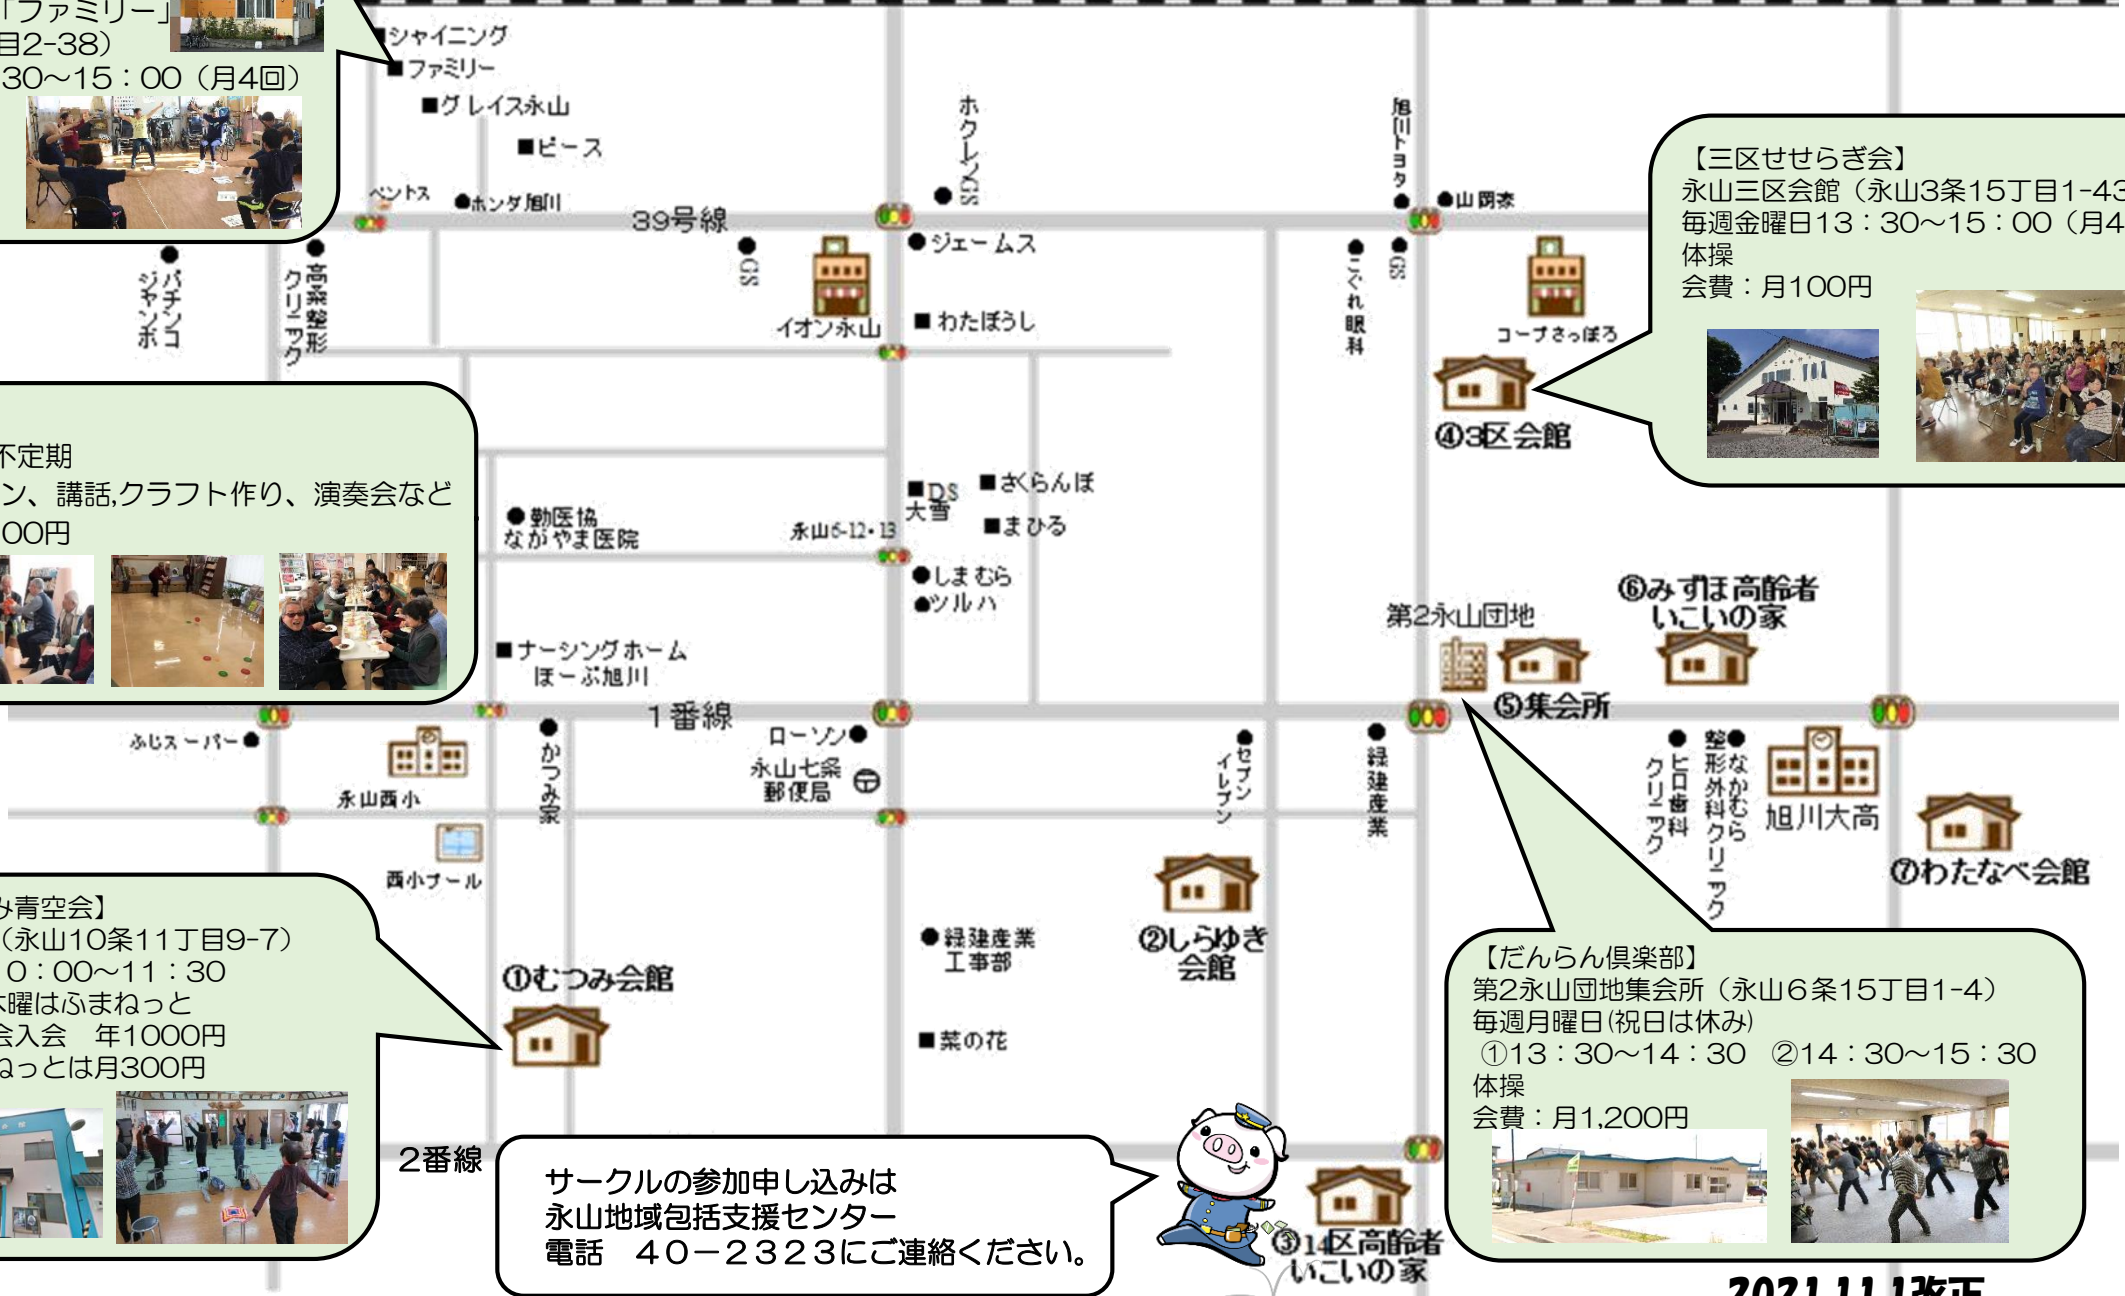 「ファミリー」
目2-38）
30～15：00（月4回）
シャイニング
■ファミリー
■グレイス永山
■ピース
ベントス
●ホンダ旭川
39号線
ホクレンGS
旭川トヨタ
●山岡家
【三区せせらぎ会】
永山三区会館（永山3条15丁目1-43
毎週金曜日13：30～15：00（月4
体操
会費：月100円
パチンコ
ジャンボ
高桑整形
クリニック
●GS
イオン永山
●ジェームス
■わたぼうし
こぐれ眼科
●GS
コープさっぽろ
④3区会館
不定期
ン、講話,クラフト作り、演奏会など
00円
●勤医協
ながやま医院
永山6-12・13
■DS
大雪
■さくらんぼ
■まひる
●しまむら
●ツルハ
■ナーシングホーム
ほーぷ旭川
第2永山団地
⑤集会所
⑥みずほ高齢者
いこいの家
1番線
ふじスーパー●
永山西小
西小プール
かつみ家
ローソン●
永山七条
郵便局
セブン
イレブン
緑建産業
ヒロ歯科
クリニック
なかむら
整形外科クリニック
旭川大高
⑦わたなべ会館
み青空会】
（永山10条11丁目9-7）
0：00～11：30
木曜はふまねっと
会入会　年1000円
ねっとは月300円
①むつみ会館
●緑建産業
工事部
②しらゆき
会館
■菜の花
【だんらん倶楽部】
第2永山団地集会所（永山６条15丁目1-4）
毎週月曜日(祝日は休み)
①13：30～14：30　②14：30～15：30
体操
会費：月1,200円
2番線
サークルの参加申し込みは
永山地域包括支援センター
電話　４０－２３２３にご連絡ください。
③14区高齢者
いこいの家
2021.11.1改正